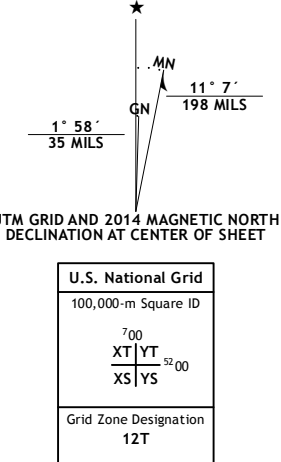 ★
MN
GN
11° 7´
198 MILS
1° 58´
35 MILS
UTM GRID AND 2014 MAGNETIC NORTH
DECLINATION AT CENTER OF SHEET
U.S. National Grid
100,000-m Square ID
⁷00
XT YT
⁵²00
XS YS
Grid Zone Designation
12T